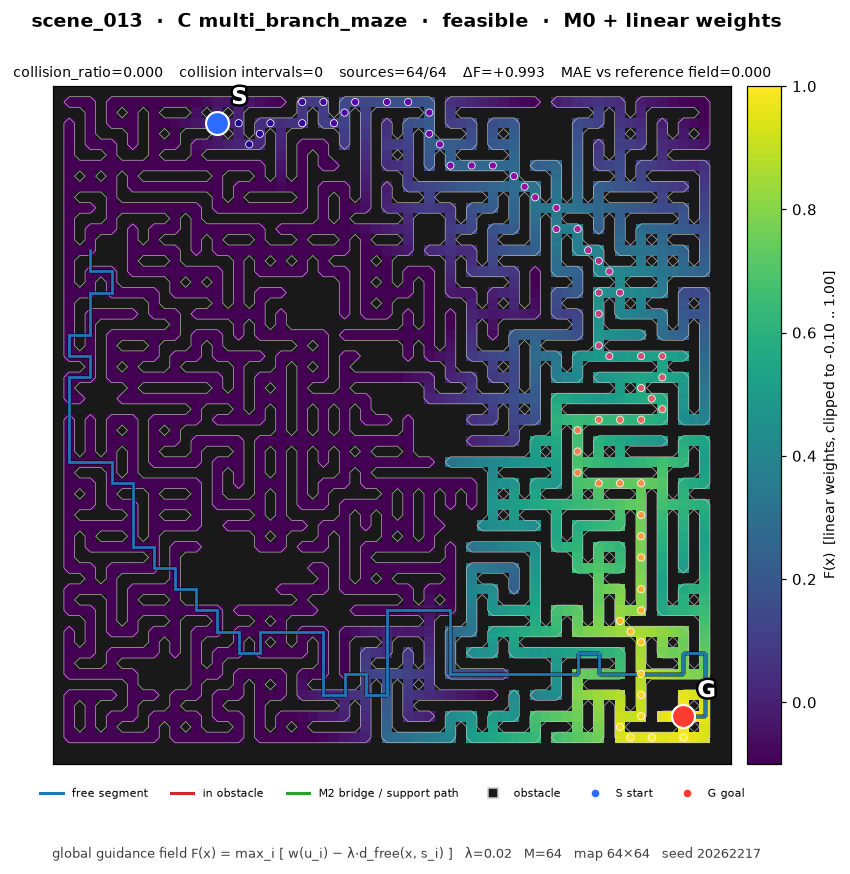 scene_013 · C multi_branch_maze · feasible · M0 + linear weights
collision_ratio=0.000 collision intervals=0 sources=64/64 ΔF=+0.993 MAE vs reference field=0.000
S
G
1.0
0.8
0.6
0.4
0.2
0.0
F(x) [linear weights, clipped to -0.10 .. 1.00]
free segment
in obstacle
M2 bridge / support path
obstacle
S start
G goal
global guidance field F(x) = max_i [ w(u_i) − λ·d_free(x, s_i) ] λ=0.02 M=64 map 64×64 seed 20262217